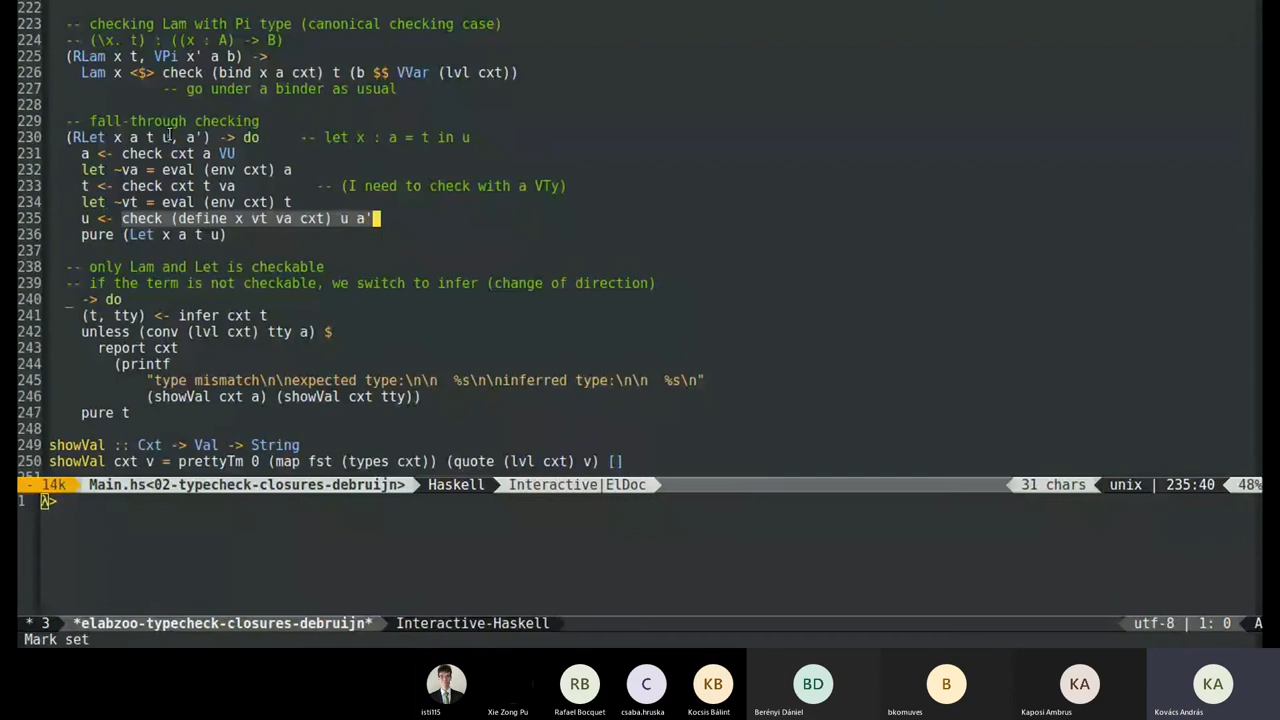 222
223 -- checking Lam with Pi type (canonical checking case)
224 -- (\x. t) : ((x : A) -> B)
225 (RLam x t, VPi x' a b) ->
226 Lam x <$> check (bind x a cxt) t (b $$ VVar (lvl cxt))
227 -- go under a binder as usual
228
229 -- fall-through checking
230 (RLet x a t u, a') -> do -- let x : a = t in u
231 a <- check cxt a VU
232 let ~va = eval (env cxt) a
233 t <- check cxt t va -- (I need to check with a VTy)
234 let ~vt = eval (env cxt) t
235 u <- check (define x vt va cxt) u a'
236 pure (Let x a t u)
237
238 -- only Lam and Let is checkable
239 -- if the term is not checkable, we switch to infer (change of direction)
240 _ -> do
241 (t, tty) <- infer cxt t
242 unless (conv (lvl cxt) tty a) $
243 report cxt
244 (printf
245 "type mismatch\n\nexpected type:\n\n %s\n\ninferred type:\n\n %s\n"
246 (showVal cxt a) (showVal cxt tty))
247 pure t
248
249 showVal :: Cxt -> Val -> String
250 showVal cxt v = prettyTm 0 (map fst (types cxt)) (quote (lvl cxt) v) []
- 14k Main.hs<02-typecheck-closures-debruijn> Haskell Interactive|ElDoc 31 chars unix | 235:40 48%
1 λ>
* 3 *elabzoo-typecheck-closures-debruijn* Interactive-Haskell utf-8 | 1: 0 A
Mark set
RB C KB BD B KA KA
isti115 Xie Zong Pu Rafael Bocquet csaba.hruska Kocsis Bálint Berényi Dániel bkomuves Kaposi Ambrus Kovács András